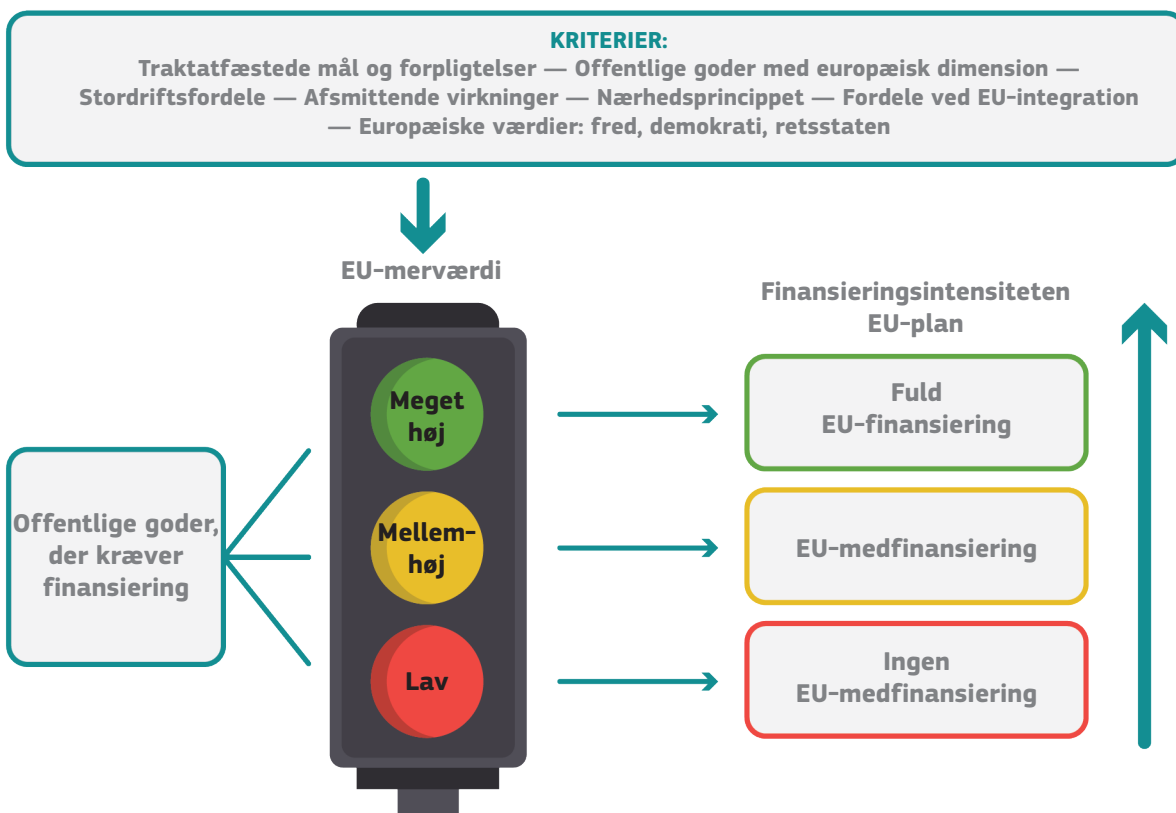 KRITERIER:
Traktatfæstede mål og forpligtelser — Offentlige goder med europæisk dimension —
Stordriftsfordele — Afsmittende virkninger — Nærhedsprincippet — Fordele ved EU-integration
— Europæiske værdier: fred, demokrati, retsstaten
EU-merværdi
Finansieringsintensiteten
EU-plan
Offentlige goder,
der kræver
finansiering
Meget
høj
Fuld
EU-finansiering
Mellem-
høj
EU-medfinansiering
Lav
Ingen
EU-medfinansiering